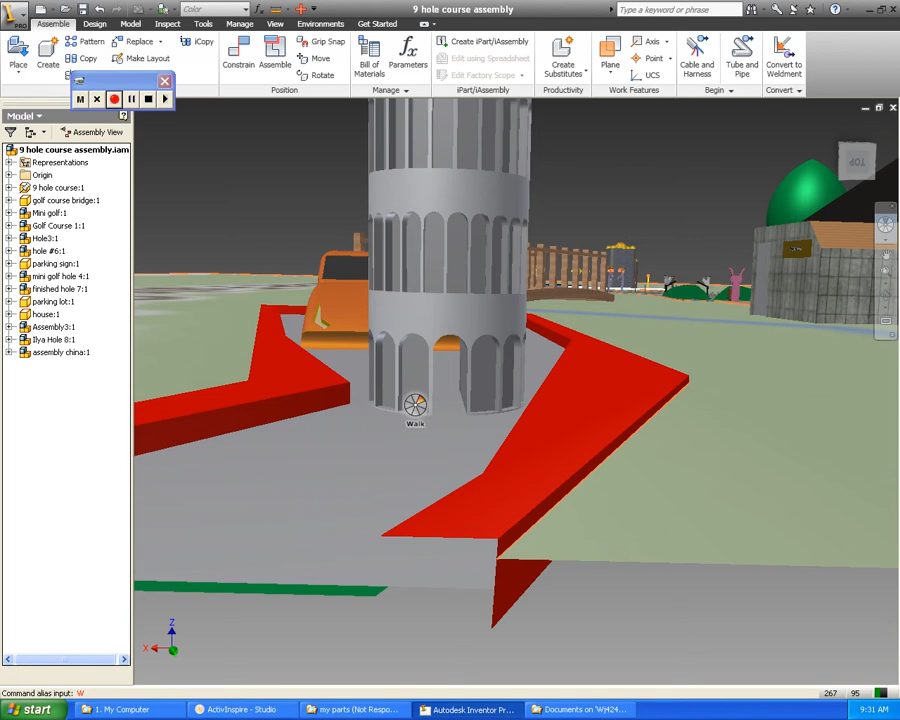 9 hole course assembly
Type a keyword or phrase
PRO
Color
Assemble Design Model Inspect Tools Manage View Environments Get Started
Place
Create
Pattern
Copy
Replace
Make Layout
iCopy
Constrain
Assemble
Grip Snap
Move
Rotate
Position
Bill of Materials
Parameters
Manage
Create iPart/iAssembly
Edit using Spreadsheet
Edit Factory Scope
iPart/iAssembly
Create Substitutes
Productivity
Plane
Axis
Point
UCS
Work Features
Cable and Harness
Tube and Pipe
Begin
Convert to Weldment
Convert
Model
Assembly View
9 hole course assembly.iam
Representations
Origin
9 hole course:1
golf course bridge:1
Mini golf:1
Golf Course 1:1
Hole3:1
hole #6:1
parking sign:1
mini golf hole 4:1
finished hole 7:1
parking lot:1
house:1
Assembly3:1
Ilya Hole 8:1
assembly china:1
TOP
Walk
Z
X
Command alias input: W
267 95
start
1. My Computer
ActivInspire - Studio
my parts (Not Respo...
Autodesk Inventor Pr...
Documents on 'Wj424...
9:31 AM